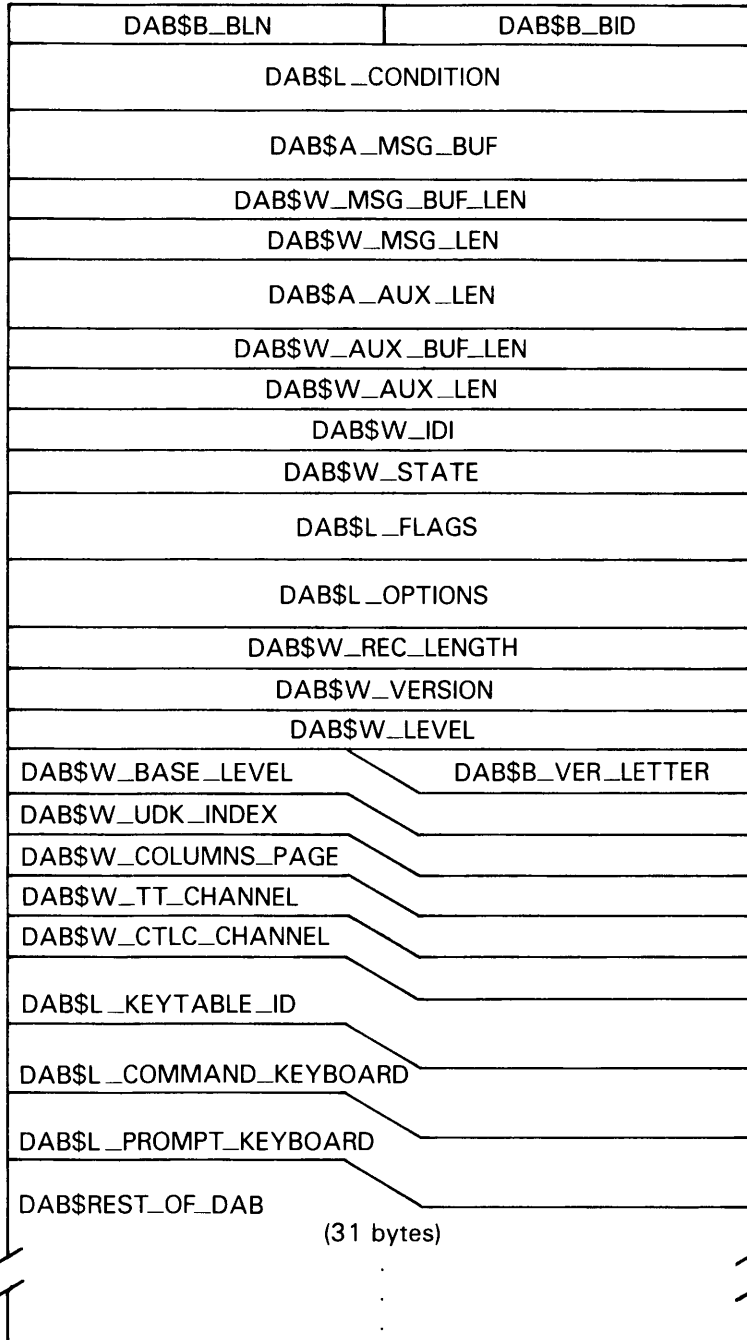 DAB$B_BLN DAB$B_BID
DAB$L_CONDITION
DAB$A_MSG_BUF
DAB$W_MSG_BUF_LEN
DAB$W_MSG_LEN
DAB$A_AUX_LEN
DAB$W_AUX_BUF_LEN
DAB$W_AUX_LEN
DAB$W_IDI
DAB$W_STATE
DAB$L_FLAGS
DAB$L_OPTIONS
DAB$W_REC_LENGTH
DAB$W_VERSION
DAB$W_LEVEL
DAB$W_BASE_LEVEL DAB$B_VER_LETTER
DAB$W_UDK_INDEX
DAB$W_COLUMNS_PAGE
DAB$W_TT_CHANNEL
DAB$W_CTLC_CHANNEL
DAB$L_KEYTABLE_ID
DAB$L_COMMAND_KEYBOARD
DAB$L_PROMPT_KEYBOARD
DAB$REST_OF_DAB
(31 bytes)
.
.
.